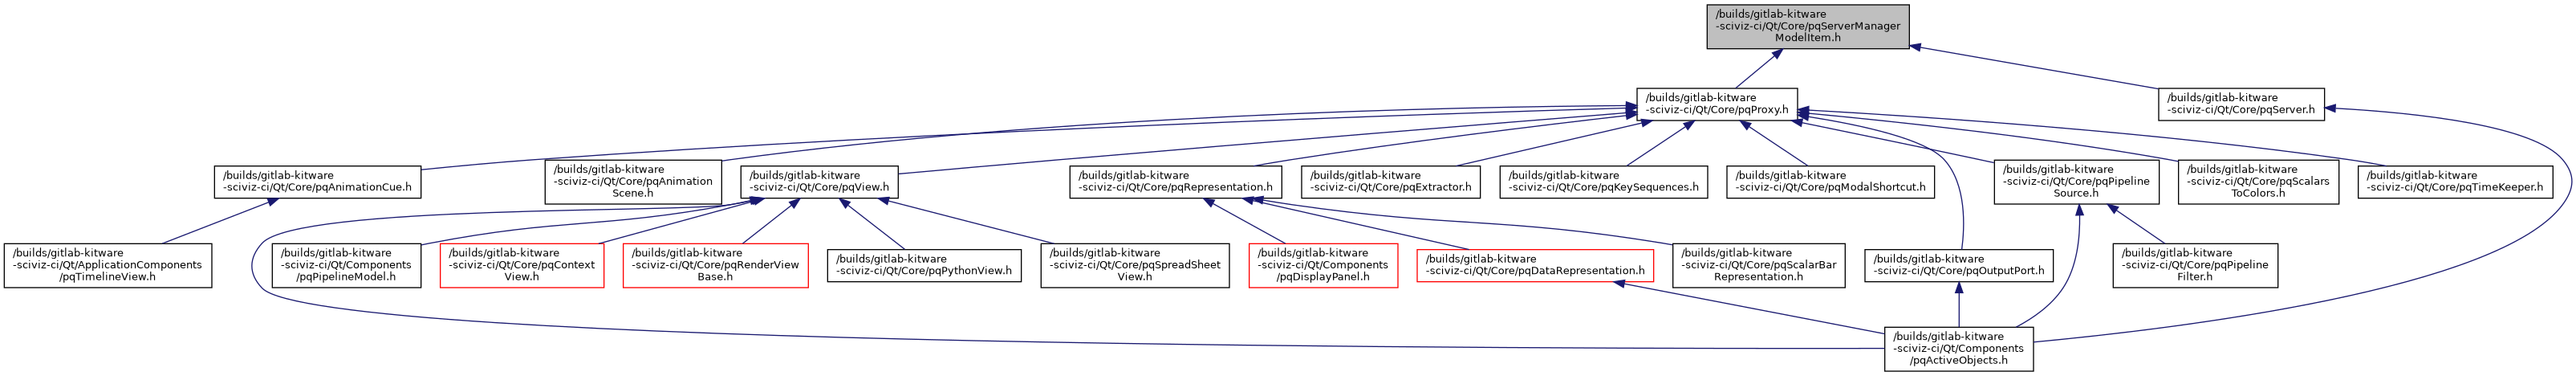 /builds/gitlab-kitware
-sciviz-ci/Qt/Core/pqServerManager
ModelItem.h
/builds/gitlab-kitware
-sciviz-ci/Qt/Core/pqProxy.h
/builds/gitlab-kitware
-sciviz-ci/Qt/Core/pqServer.h
/builds/gitlab-kitware
-sciviz-ci/Qt/Core/pqAnimationCue.h
/builds/gitlab-kitware
-sciviz-ci/Qt/Core/pqAnimation
Scene.h
/builds/gitlab-kitware
-sciviz-ci/Qt/Core/pqView.h
/builds/gitlab-kitware
-sciviz-ci/Qt/Core/pqRepresentation.h
/builds/gitlab-kitware
-sciviz-ci/Qt/Core/pqExtractor.h
/builds/gitlab-kitware
-sciviz-ci/Qt/Core/pqKeySequences.h
/builds/gitlab-kitware
-sciviz-ci/Qt/Core/pqModalShortcut.h
/builds/gitlab-kitware
-sciviz-ci/Qt/Core/pqPipeline
Source.h
/builds/gitlab-kitware
-sciviz-ci/Qt/Core/pqScalars
ToColors.h
/builds/gitlab-kitware
-sciviz-ci/Qt/Core/pqTimeKeeper.h
/builds/gitlab-kitware
-sciviz-ci/Qt/ApplicationComponents
/pqTimelineView.h
/builds/gitlab-kitware
-sciviz-ci/Qt/Components
/pqPipelineModel.h
/builds/gitlab-kitware
-sciviz-ci/Qt/Core/pqContext
View.h
/builds/gitlab-kitware
-sciviz-ci/Qt/Core/pqRenderView
Base.h
/builds/gitlab-kitware
-sciviz-ci/Qt/Core/pqPythonView.h
/builds/gitlab-kitware
-sciviz-ci/Qt/Core/pqSpreadSheet
View.h
/builds/gitlab-kitware
-sciviz-ci/Qt/Components
/pqDisplayPanel.h
/builds/gitlab-kitware
-sciviz-ci/Qt/Core/pqDataRepresentation.h
/builds/gitlab-kitware
-sciviz-ci/Qt/Core/pqScalarBar
Representation.h
/builds/gitlab-kitware
-sciviz-ci/Qt/Core/pqOutputPort.h
/builds/gitlab-kitware
-sciviz-ci/Qt/Core/pqPipeline
Filter.h
/builds/gitlab-kitware
-sciviz-ci/Qt/Components
/pqActiveObjects.h